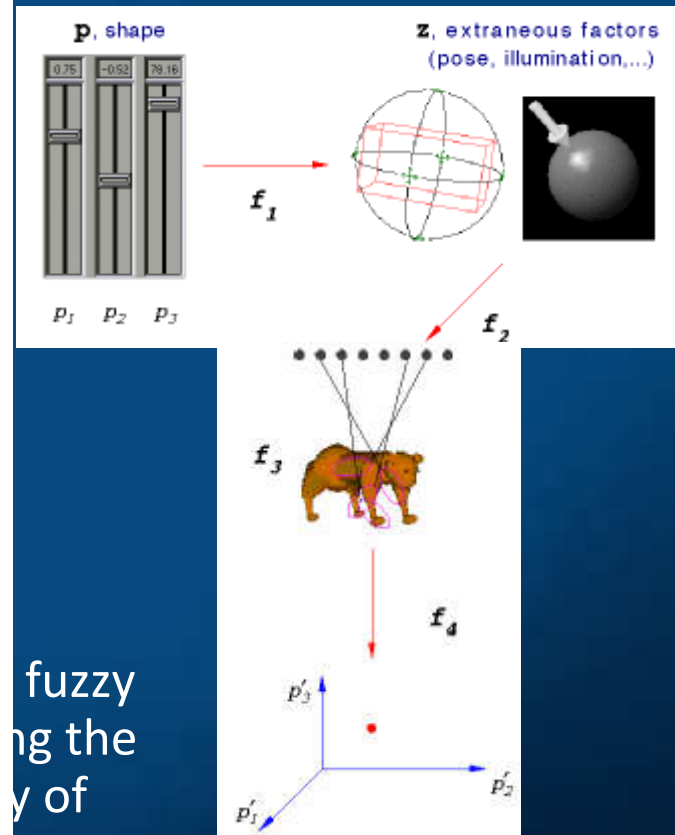 p, shape
z, extraneous factors
(pose, illumination,...)
0.75 -0.52 78.16
f1
p1 p2 p3
f2
f3
f4
fuzzy
p'3
ng the
p'2
y of
p'1